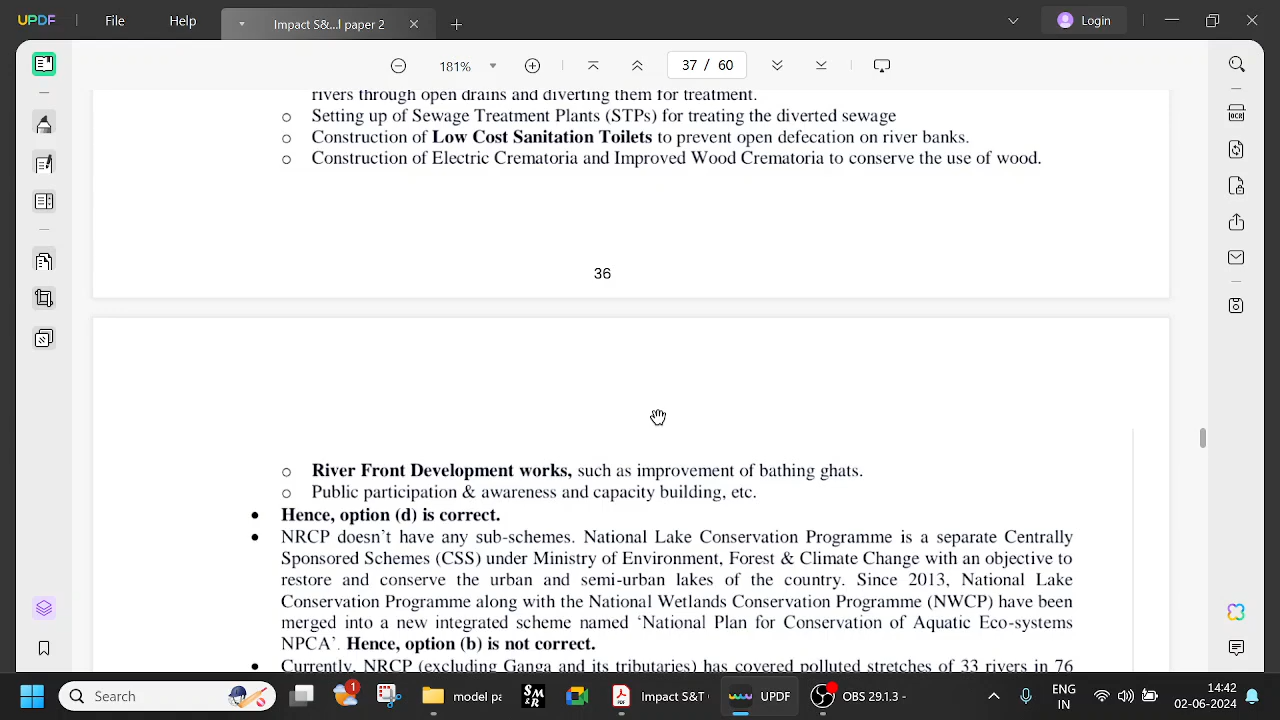 UPDF File Help Impact S&...l paper 2 Login
181% 37 / 60
rivers through open drains and diverting them for treatment.
o Setting up of Sewage Treatment Plants (STPs) for treating the diverted sewage
o Construction of Low Cost Sanitation Toilets to prevent open defecation on river banks.
o Construction of Electric Crematoria and Improved Wood Crematoria to conserve the use of wood.
36
o River Front Development works, such as improvement of bathing ghats.
o Public participation & awareness and capacity building, etc.
• Hence, option (d) is correct.
• NRCP doesn't have any sub-schemes. National Lake Conservation Programme is a separate Centrally
Sponsored Schemes (CSS) under Ministry of Environment, Forest & Climate Change with an objective to
restore and conserve the urban and semi-urban lakes of the country. Since 2013, National Lake
Conservation Programme along with the National Wetlands Conservation Programme (NWCP) have been
merged into a new integrated scheme named 'National Plan for Conservation of Aquatic Eco-systems
NPCA'. Hence, option (b) is not correct.
• Currently, NRCP (excluding Ganga and its tributaries) has covered polluted stretches of 33 rivers in 76
OCR
Search 1 model pa Impact S&T UPDF OBS 29.1.3 - ENG 14:42
IN 02-06-2024